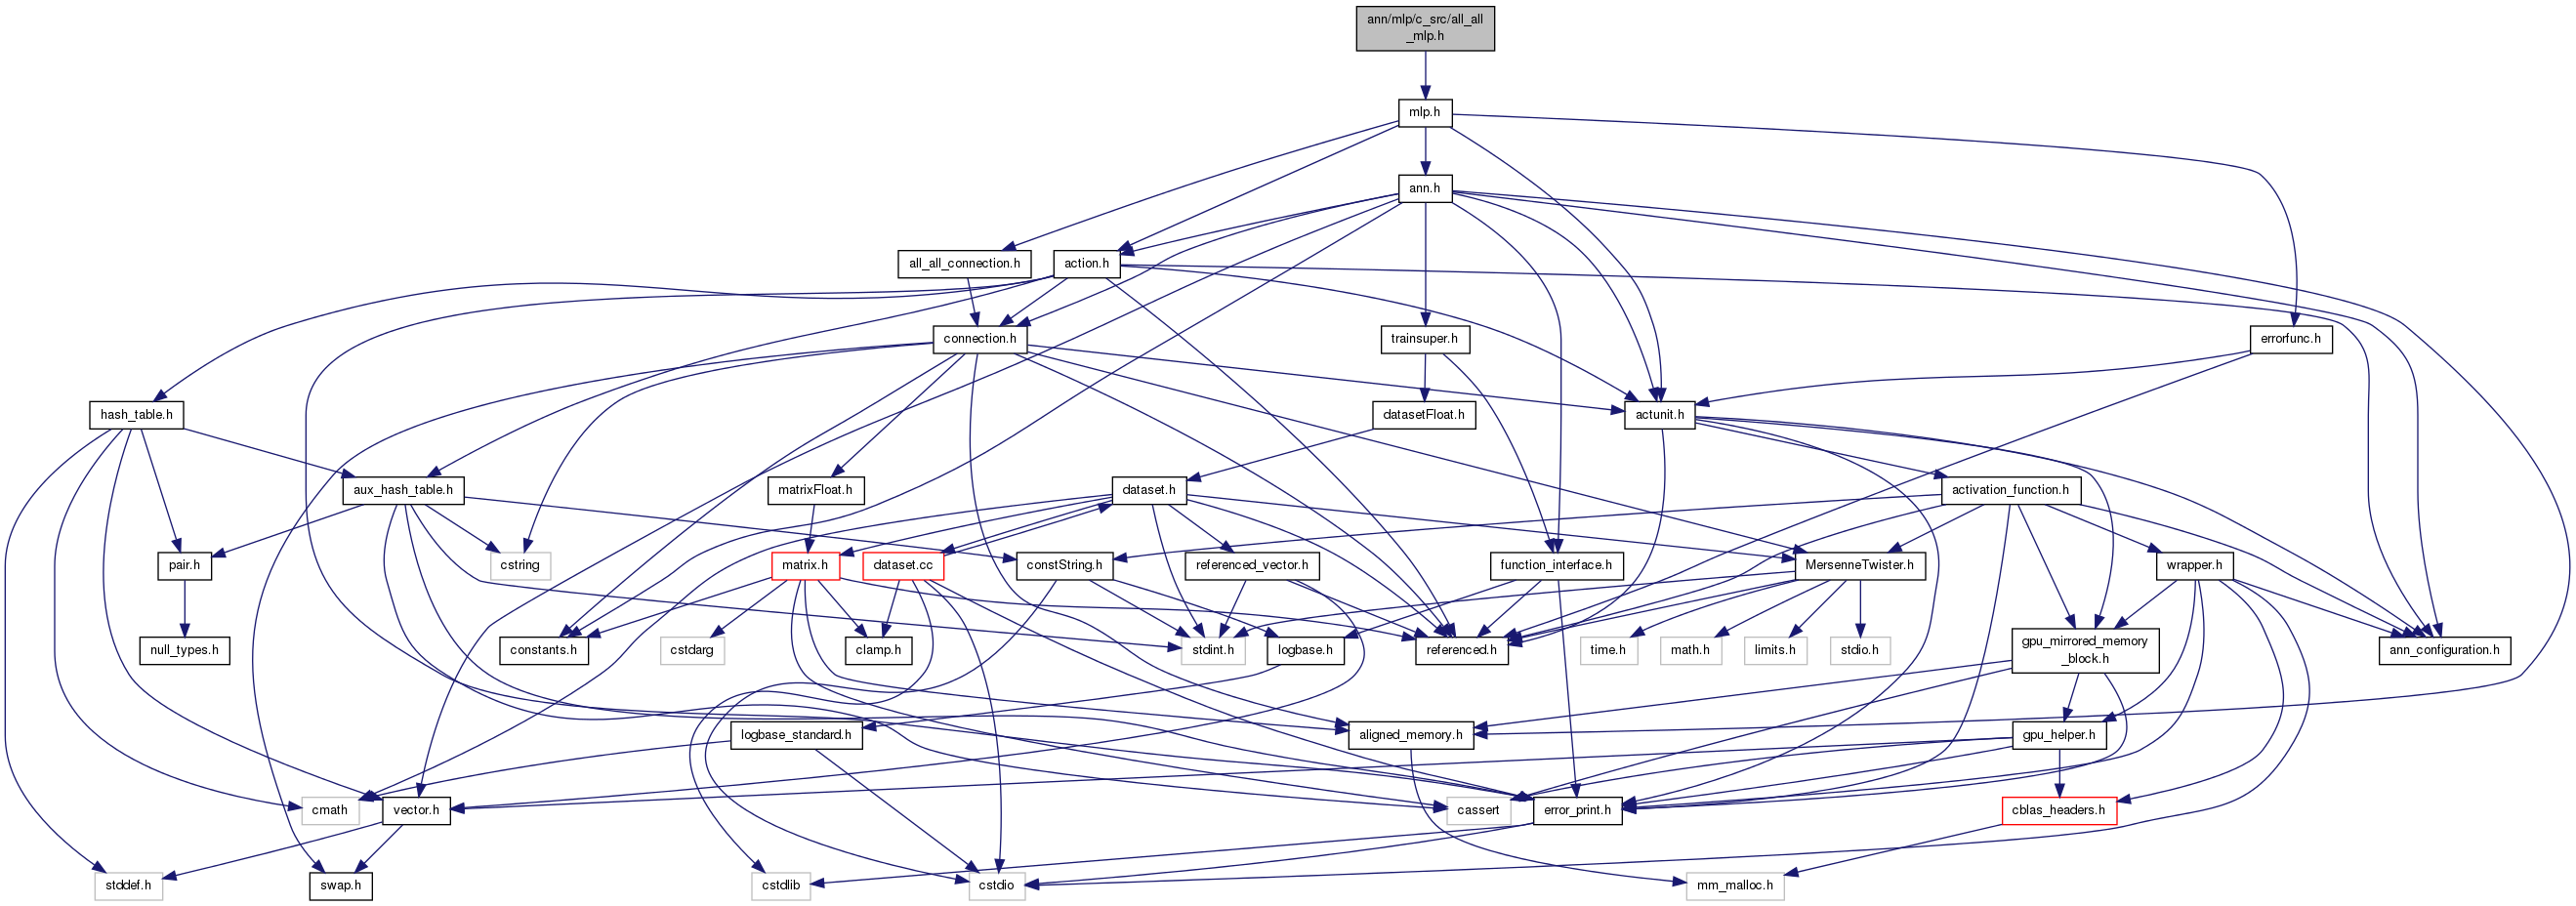 ann/mlp/c_src/all_all
_mlp.h
mlp.h
ann.h
all_all_connection.h
action.h
connection.h
trainsuper.h
errorfunc.h
hash_table.h
datasetFloat.h
actunit.h
aux_hash_table.h
matrixFloat.h
dataset.h
activation_function.h
pair.h
cstring
matrix.h
dataset.cc
constString.h
referenced_vector.h
function_interface.h
MersenneTwister.h
wrapper.h
null_types.h
constants.h
cstdarg
clamp.h
stdint.h
logbase.h
referenced.h
time.h
math.h
limits.h
stdio.h
gpu_mirrored_memory
_block.h
ann_configuration.h
logbase_standard.h
aligned_memory.h
gpu_helper.h
cmath
vector.h
cassert
error_print.h
cblas_headers.h
stddef.h
swap.h
cstdlib
cstdio
mm_malloc.h